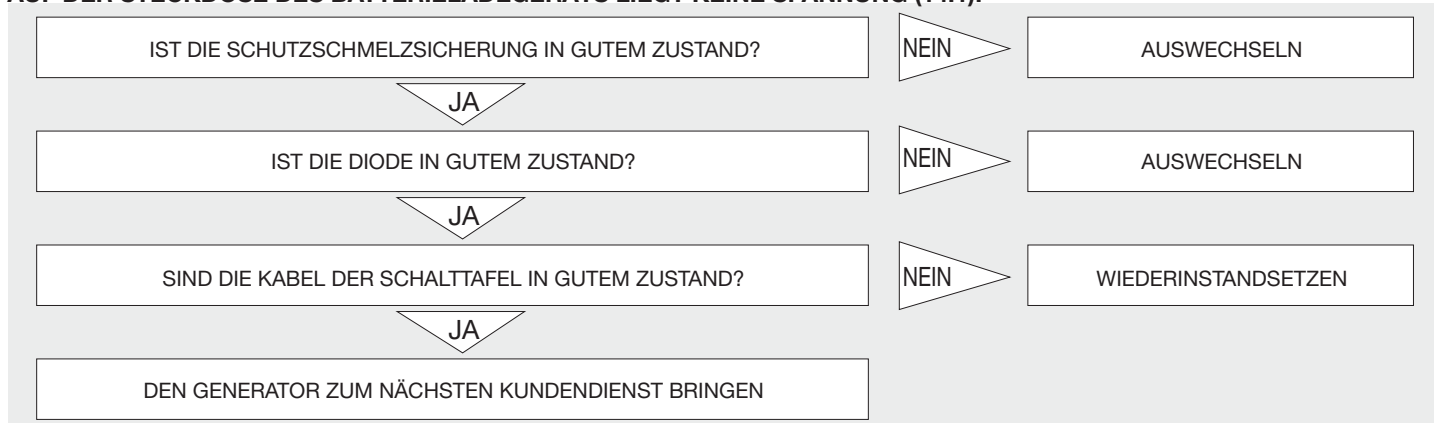 IST DIE SCHUTZSCHMELZSICHERUNG IN GUTEM ZUSTAND? NEIN AUSWECHSELN
JA
IST DIE DIODE IN GUTEM ZUSTAND? NEIN AUSWECHSELN
JA
SIND DIE KABEL DER SCHALTTAFEL IN GUTEM ZUSTAND? NEIN WIEDERINSTANDSETZEN
JA
DEN GENERATOR ZUM NÄCHSTEN KUNDENDIENST BRINGEN